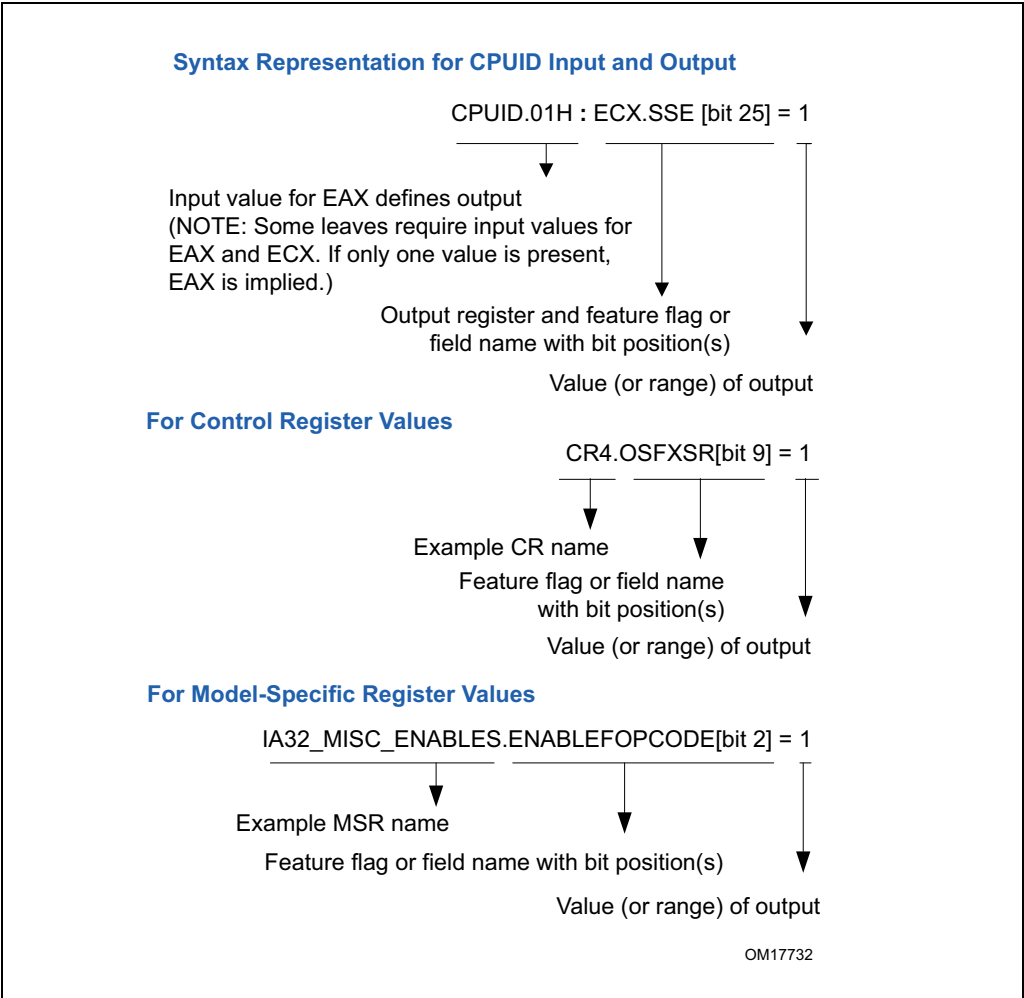 Syntax Representation for CPUID Input and Output
CPUID.01H : ECX.SSE [bit 25] = 1
Input value for EAX defines output
(NOTE: Some leaves require input values for
EAX and ECX. If only one value is present,
EAX is implied.)
Output register and feature flag or
field name with bit position(s)
Value (or range) of output
For Control Register Values
CR4.OSFXSR[bit 9] = 1
Example CR name
Feature flag or field name
with bit position(s)
Value (or range) of output
For Model-Specific Register Values
IA32_MISC_ENABLES.ENABLEFOPCODE[bit 2] = 1
Example MSR name
Feature flag or field name with bit position(s)
Value (or range) of output
OM17732